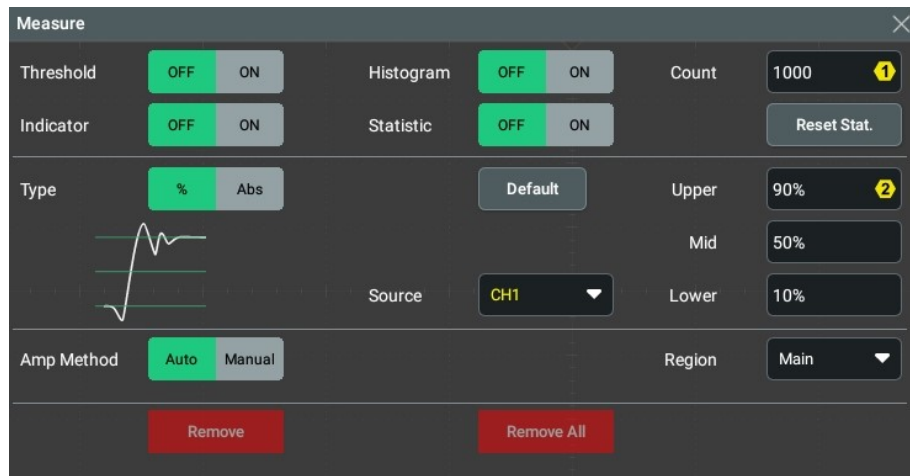 Measure
Threshold OFF ON Histogram OFF ON Count 1000 1
Indicator OFF ON Statistic OFF ON Reset Stat.
Type % Abs Default Upper 90% 2
Mid 50%
Source CH1 Lower 10%
Amp Method Auto Manual Region Main
Remove Remove All